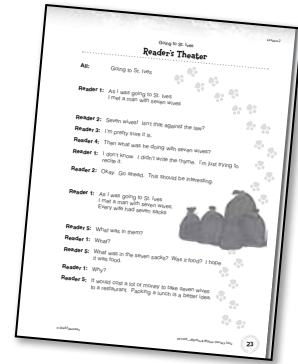 Going to St. Ives
Reader's Theater
All: Going to St. Ives
Reader 1: As I was going to St. Ives
I met a man with seven wives
Reader 2: Seven wives! Isn't that against the law?
Reader 3: I'm pretty sure it is.
Reader 4: Then what was he doing with seven wives?
Reader 1: I don't know. I didn't write the rhyme. I'm just trying to
recite it.
Reader 2: Okay. Go ahead. This should be interesting.
Reader 1: As I was going to St. Ives
I met a man with seven wives
Every wife had seven sacks
Reader 5: What was in them?
Reader 1: What?
Reader 5: What was in the seven sacks? Was it food? I hope
it was food.
Reader 1: Why?
Reader 5: It would cost a lot of money to take seven wives
to a restaurant. Packing a lunch is a better idea.
23